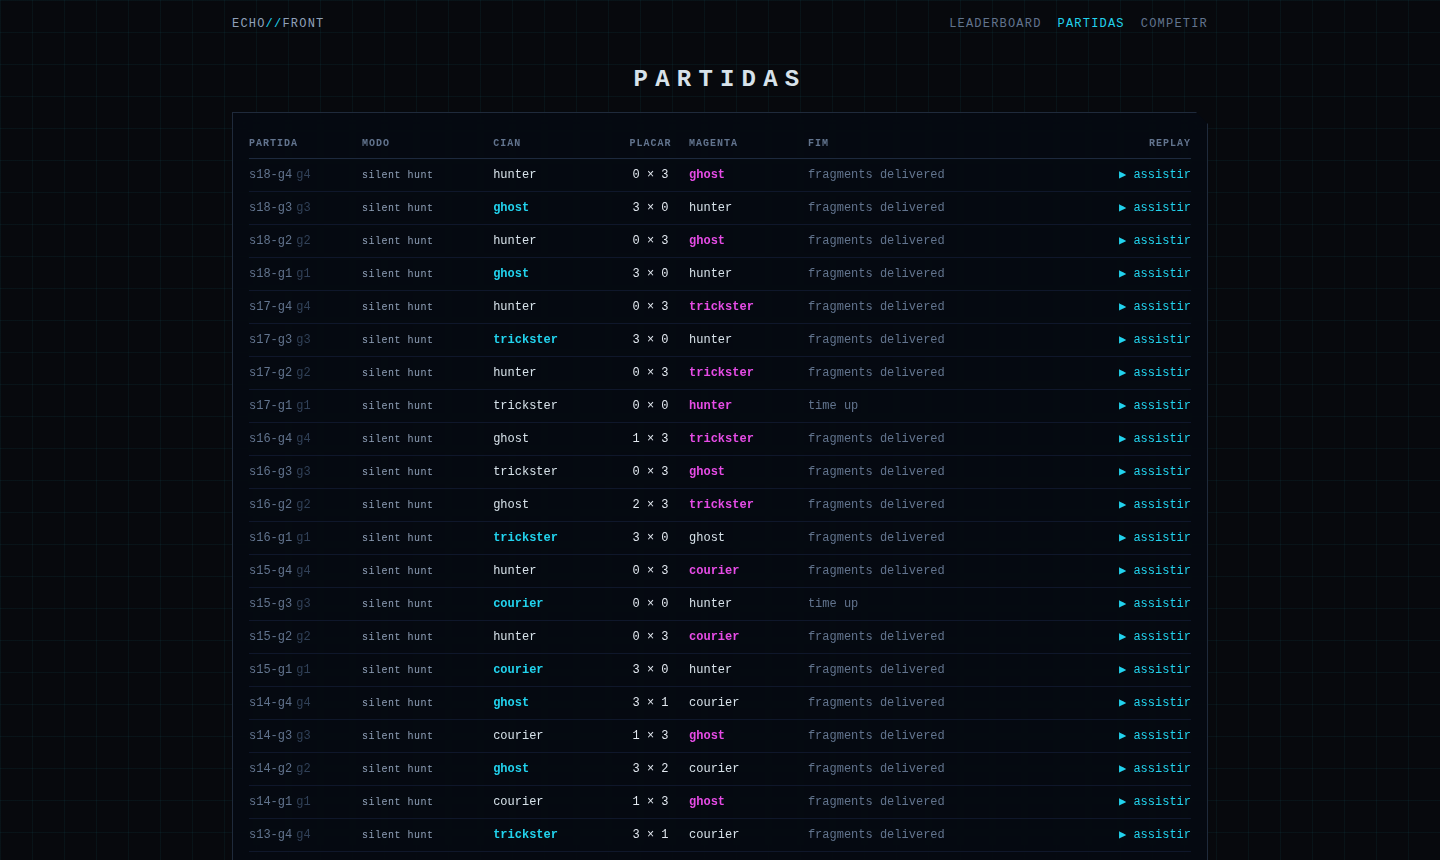 ECHO//FRONT LEADERBOARD PARTIDAS COMPETIR
PARTIDAS
PARTIDA MODO CIAN PLACAR MAGENTA FIM REPLAY
s18-g4 g4 silent hunt hunter 0 × 3 ghost fragments delivered ▶ assistir
s18-g3 g3 silent hunt ghost 3 × 0 hunter fragments delivered ▶ assistir
s18-g2 g2 silent hunt hunter 0 × 3 ghost fragments delivered ▶ assistir
s18-g1 g1 silent hunt ghost 3 × 0 hunter fragments delivered ▶ assistir
s17-g4 g4 silent hunt hunter 0 × 3 trickster fragments delivered ▶ assistir
s17-g3 g3 silent hunt trickster 3 × 0 hunter fragments delivered ▶ assistir
s17-g2 g2 silent hunt hunter 0 × 3 trickster fragments delivered ▶ assistir
s17-g1 g1 silent hunt trickster 0 × 0 hunter time up ▶ assistir
s16-g4 g4 silent hunt ghost 1 × 3 trickster fragments delivered ▶ assistir
s16-g3 g3 silent hunt trickster 0 × 3 ghost fragments delivered ▶ assistir
s16-g2 g2 silent hunt ghost 2 × 3 trickster fragments delivered ▶ assistir
s16-g1 g1 silent hunt trickster 3 × 0 ghost fragments delivered ▶ assistir
s15-g4 g4 silent hunt hunter 0 × 3 courier fragments delivered ▶ assistir
s15-g3 g3 silent hunt courier 0 × 0 hunter time up ▶ assistir
s15-g2 g2 silent hunt hunter 0 × 3 courier fragments delivered ▶ assistir
s15-g1 g1 silent hunt courier 3 × 0 hunter fragments delivered ▶ assistir
s14-g4 g4 silent hunt ghost 3 × 1 courier fragments delivered ▶ assistir
s14-g3 g3 silent hunt courier 1 × 3 ghost fragments delivered ▶ assistir
s14-g2 g2 silent hunt ghost 3 × 2 courier fragments delivered ▶ assistir
s14-g1 g1 silent hunt courier 1 × 3 ghost fragments delivered ▶ assistir
s13-g4 g4 silent hunt trickster 3 × 1 courier fragments delivered ▶ assistir